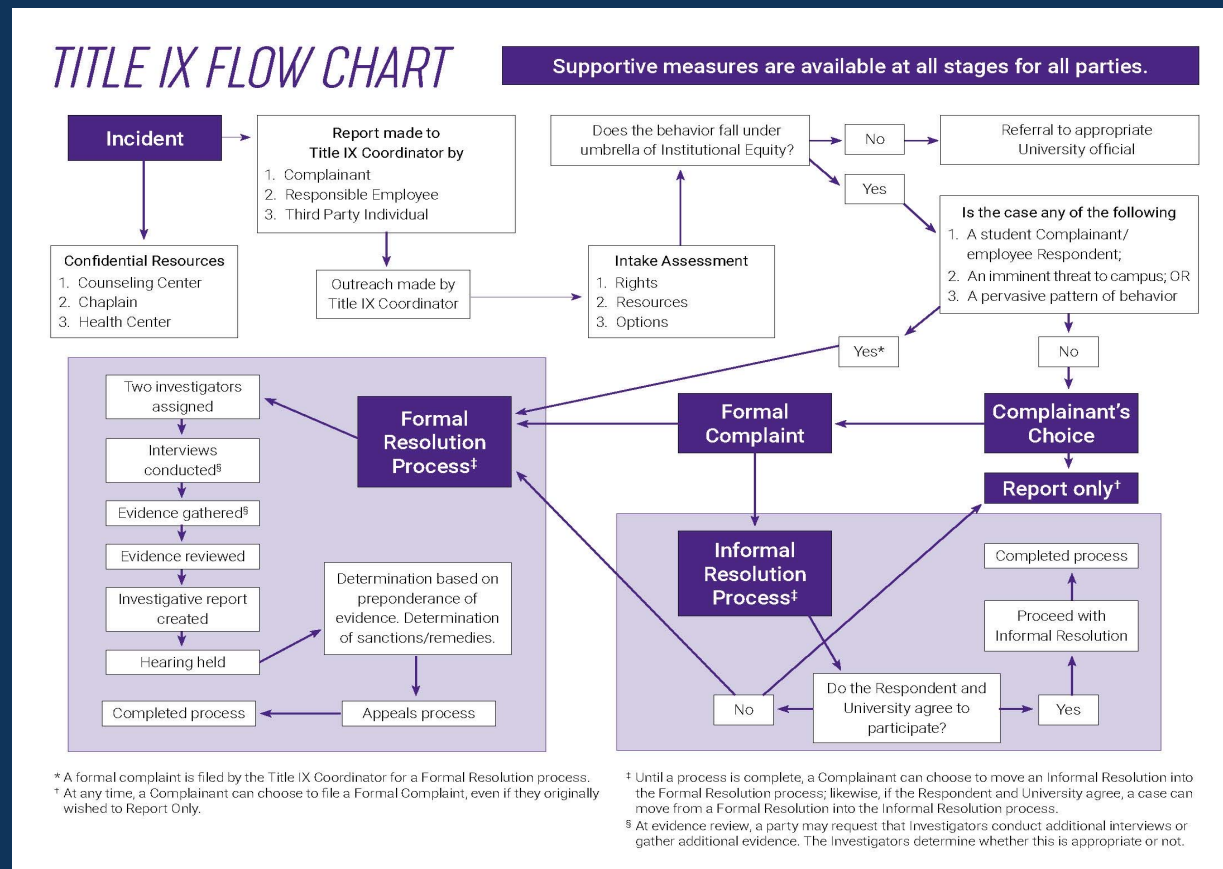 TITLE IX FLOW CHART
Supportive measures are available at all stages for all parties.
Incident
Report made to
Title IX Coordinator by
1. Complainant
2. Responsible Employee
3. Third Party Individual
Does the behavior fall under
umbrella of Institutional Equity?
No
Referral to appropriate
University official
Yes
Is the case any of the following
1. A student Complainant/
employee Respondent;
2. An imminent threat to campus; OR
3. A pervasive pattern of behavior
Confidential Resources
1. Counseling Center
2. Chaplain
3. Health Center
Outreach made by
Title IX Coordinator
Intake Assessment
1. Rights
2. Resources
3. Options
Yes*
No
Two investigators
assigned
Interviews
conducted§
Evidence gathered§
Evidence reviewed
Investigative report
created
Hearing held
Formal
Resolution
Process‡
Determination based on
preponderance of
evidence. Determination
of sanctions/remedies.
Appeals process
Completed process
Formal
Complaint
Complainant's
Choice
Report only†
Informal
Resolution
Process‡
Completed process
Proceed with
Informal Resolution
No
Do the Respondent and
University agree to
participate?
Yes
* A formal complaint is filed by the Title IX Coordinator for a Formal Resolution process.
† At any time, a Complainant can choose to file a Formal Complaint, even if they originally
wished to Report Only.
‡ Until a process is complete, a Complainant can choose to move an Informal Resolution into
the Formal Resolution process; likewise, if the Respondent and University agree, a case can
move from a Formal Resolution into the Informal Resolution process.
§ At evidence review, a party may request that Investigators conduct additional interviews or
gather additional evidence. The Investigators determine whether this is appropriate or not.